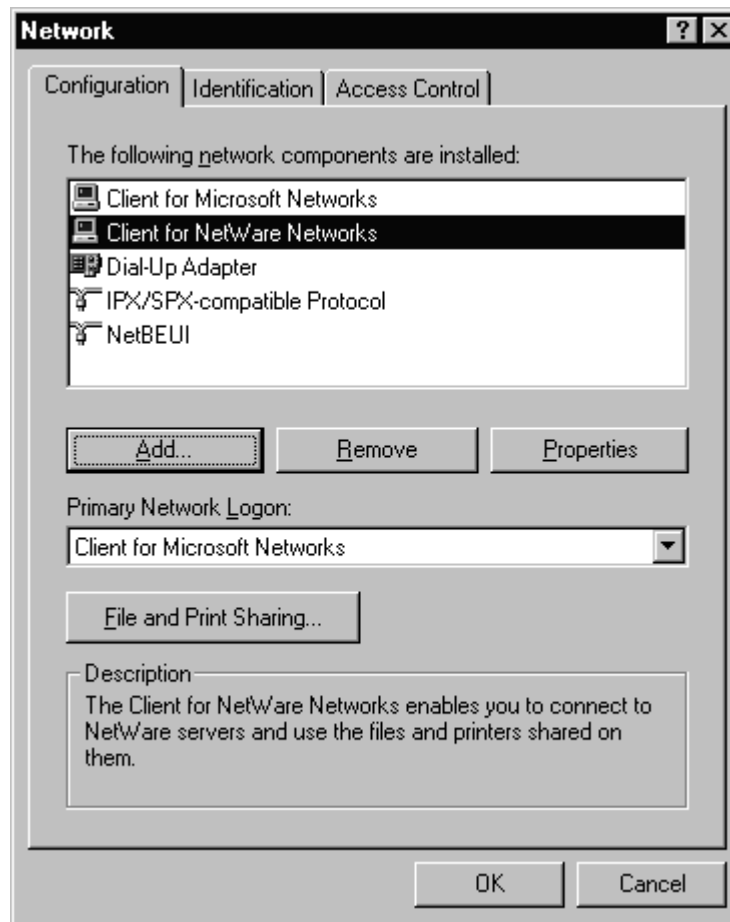 Network
Configuration Identification Access Control
The following network components are installed:
Client for Microsoft Networks
Client for NetWare Networks
Dial-Up Adapter
IPX/SPX-compatible Protocol
NetBEUI
Add... Remove Properties
Primary Network Logon:
Client for Microsoft Networks
File and Print Sharing...
Description
The Client for NetWare Networks enables you to connect to
NetWare servers and use the files and printers shared on
them.
OK Cancel